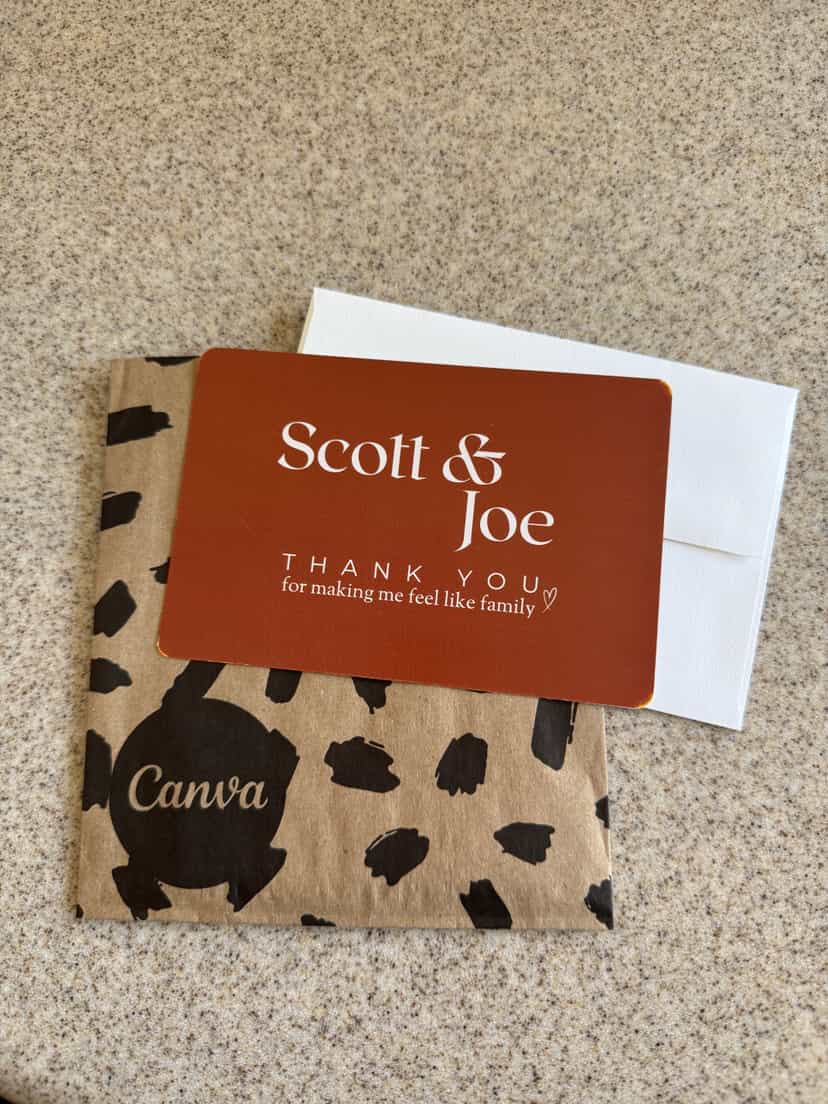 Scott &
Joe
THANK YOU
for making me feel like family
Canva